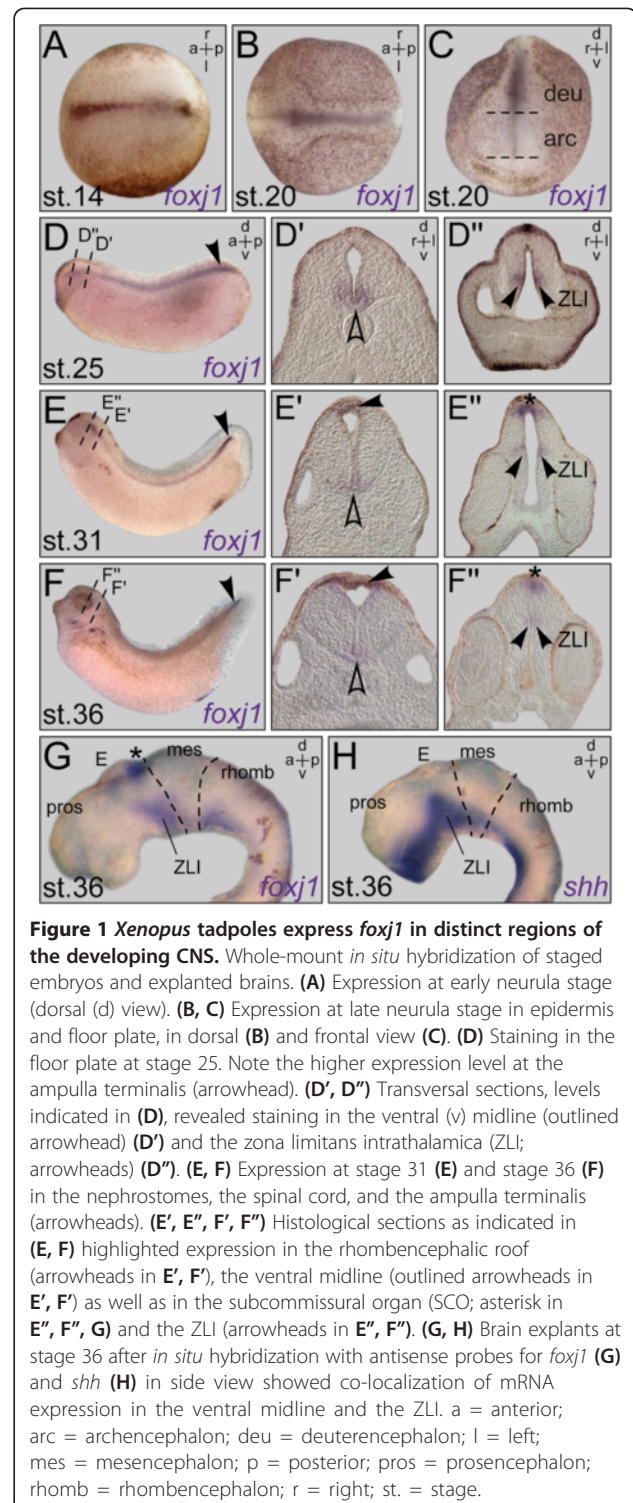 A
r
a p
l
st.14
foxj1
B
r
a p
l
st.20
foxj1
C
d
r l
v
deu
arc
st.20
foxj1
D
D" D'
d
a p
v
st.25
foxj1
D'
d
r l
v
D"
d
r l
v
ZLI
E
E" E'
st.31
foxj1
E'
E"
*
ZLI
F
F" F'
st.36
foxj1
F'
F"
*
ZLI
G
E
*
mes
rhomb
pros
ZLI
d
a p
v
st.36
foxj1
H
E
mes
rhomb
pros
ZLI
d
a p
v
st.36
shh
Figure 1 Xenopus tadpoles express foxj1 in distinct regions of
the developing CNS. Whole-mount in situ hybridization of staged
embryos and explanted brains. (A) Expression at early neurula stage
(dorsal (d) view). (B, C) Expression at late neurula stage in epidermis
and floor plate, in dorsal (B) and frontal view (C). (D) Staining in the
floor plate at stage 25. Note the higher expression level at the
ampulla terminalis (arrowhead). (D', D") Transversal sections, levels
indicated in (D), revealed staining in the ventral (v) midline (outlined
arrowhead) (D') and the zona limitans intrathalamica (ZLI;
arrowheads) (D"). (E, F) Expression at stage 31 (E) and stage 36 (F)
in the nephrostomes, the spinal cord, and the ampulla terminalis
(arrowheads). (E', E", F', F") Histological sections as indicated in
(E, F) highlighted expression in the rhombencephalic roof
(arrowheads in E', F'), the ventral midline (outlined arrowheads in
E', F') as well as in the subcommissural organ (SCO; asterisk in
E", F", G) and the ZLI (arrowheads in E", F"). (G, H) Brain explants at
stage 36 after in situ hybridization with antisense probes for foxj1 (G)
and shh (H) in side view showed co-localization of mRNA
expression in the ventral midline and the ZLI. a = anterior;
arc = archencephalon; deu = deuterencephalon; l = left;
mes = mesencephalon; p = posterior; pros = prosencephalon;
rhomb = rhombencephalon; r = right; st. = stage.